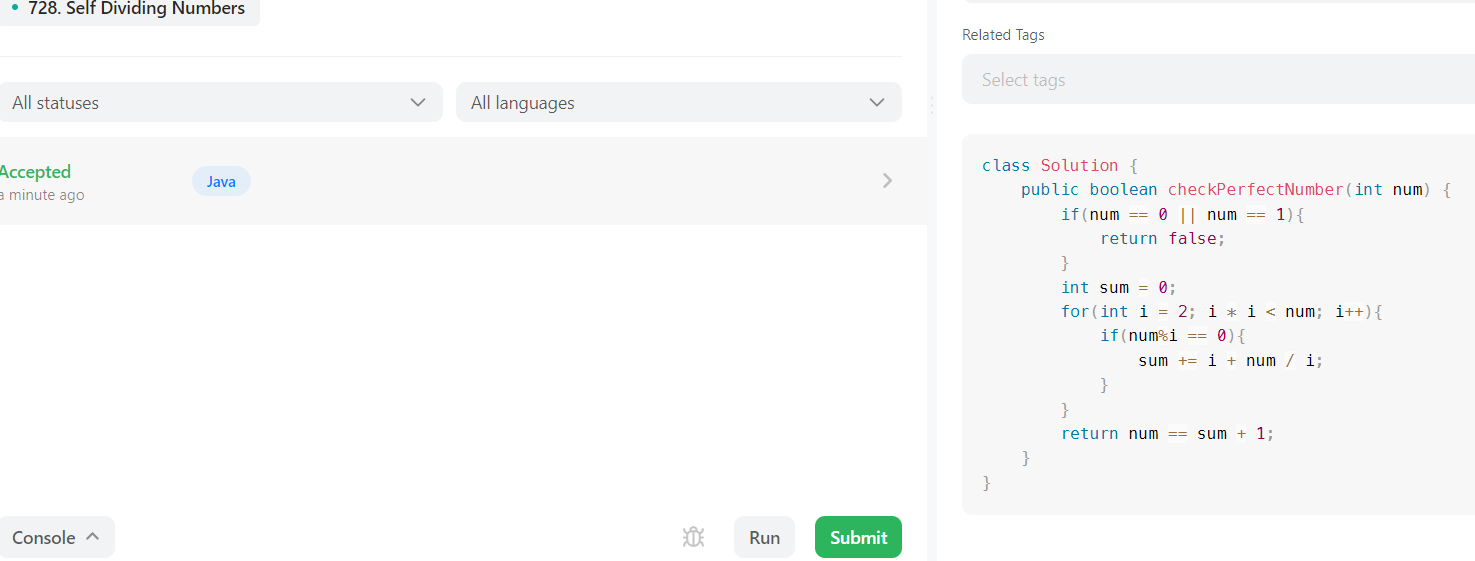 728. Self Dividing Numbers
All statuses
All languages
Accepted
a minute ago
Java
Console
Run
Submit
Related Tags
Select tags
class Solution {
    public boolean checkPerfectNumber(int num) {
        if(num == 0 || num == 1){
            return false;
        }
        int sum = 0;
        for(int i = 2; i * i < num; i++){
            if(num%i == 0){
                sum += i + num / i;
            }
        }
        return num == sum + 1;
    }
}